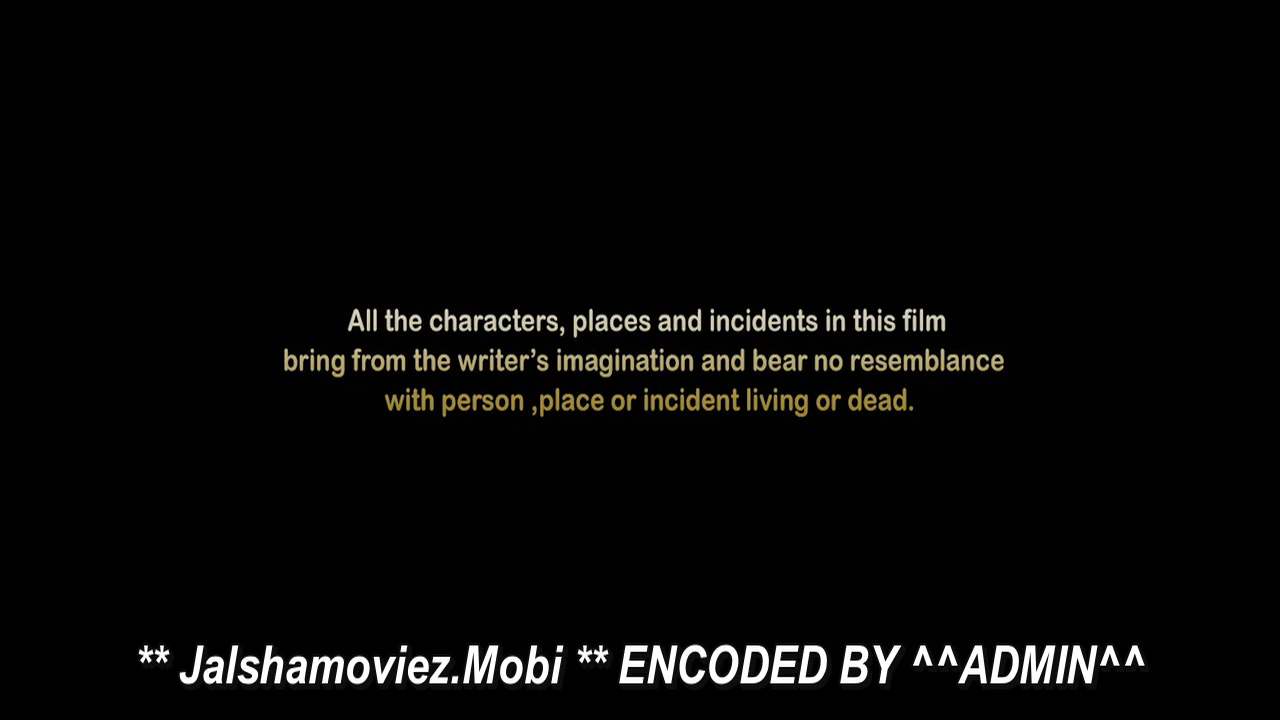 All the characters, places and incidents in this film
bring from the writer's imagination and bear no resemblance
with person ,place or incident living or dead.
** Jalshamoviez.Mobi ** ENCODED BY ^^ADMIN^^